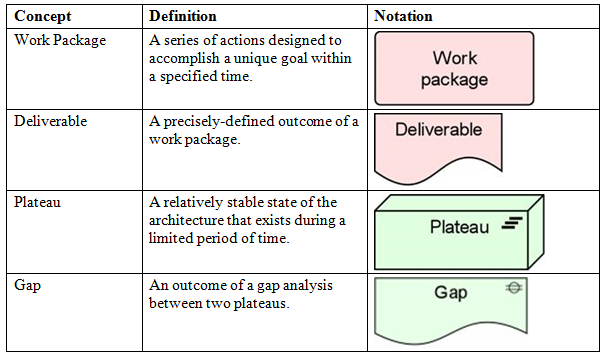 Concept Definition Notation
Work Package
A series of actions designed to
accomplish a unique goal within
a specified time.
Work
package
Deliverable
A precisely-defined outcome of a
work package.
Deliverable
Plateau
A relatively stable state of the
architecture that exists during a
limited period of time.
Plateau
Gap
An outcome of a gap analysis
between two plateaus.
Gap